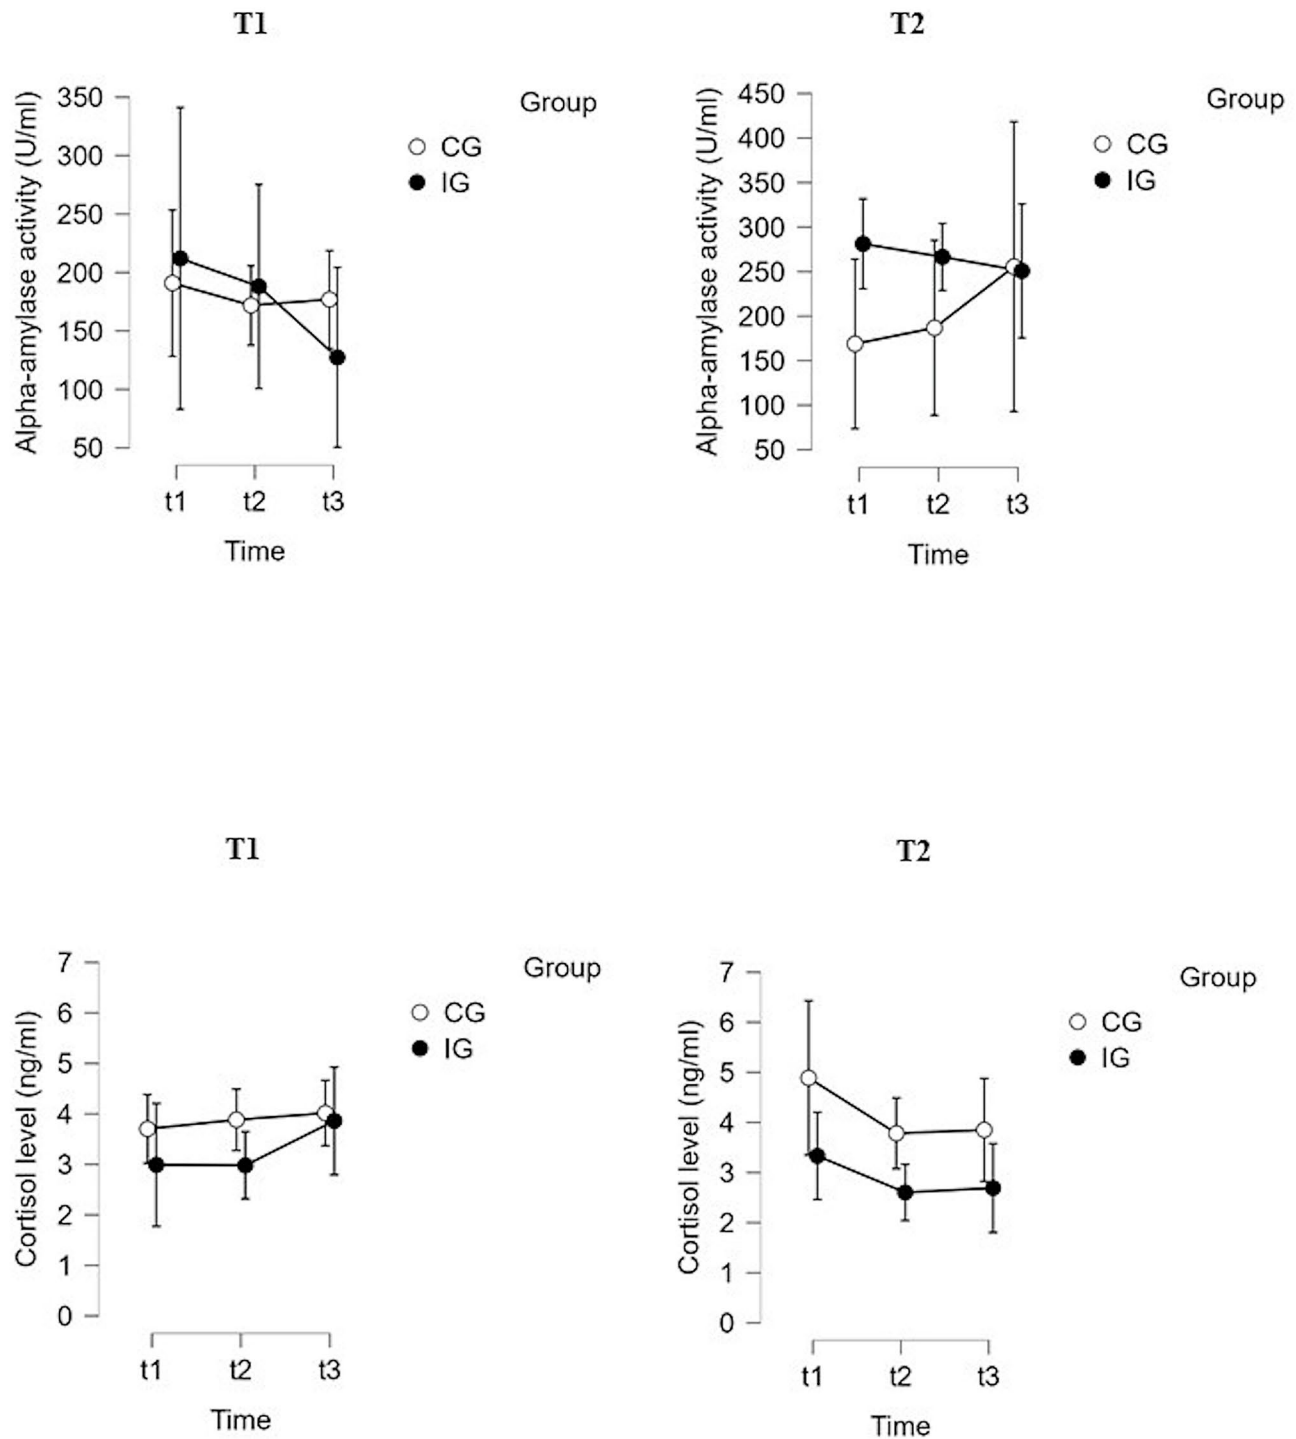 T1
Alpha-amylase activity (U/ml)
350
300
250
200
150
100
50
t1 t2 t3
Time
Group
CG
IG
T2
Alpha-amylase activity (U/ml)
450
400
350
300
250
200
150
100
50
t1 t2 t3
Time
Group
CG
IG
T1
Cortisol level (ng/ml)
7
6
5
4
3
2
1
0
t1 t2 t3
Time
Group
CG
IG
T2
Cortisol level (ng/ml)
7
6
5
4
3
2
1
0
t1 t2 t3
Time
Group
CG
IG